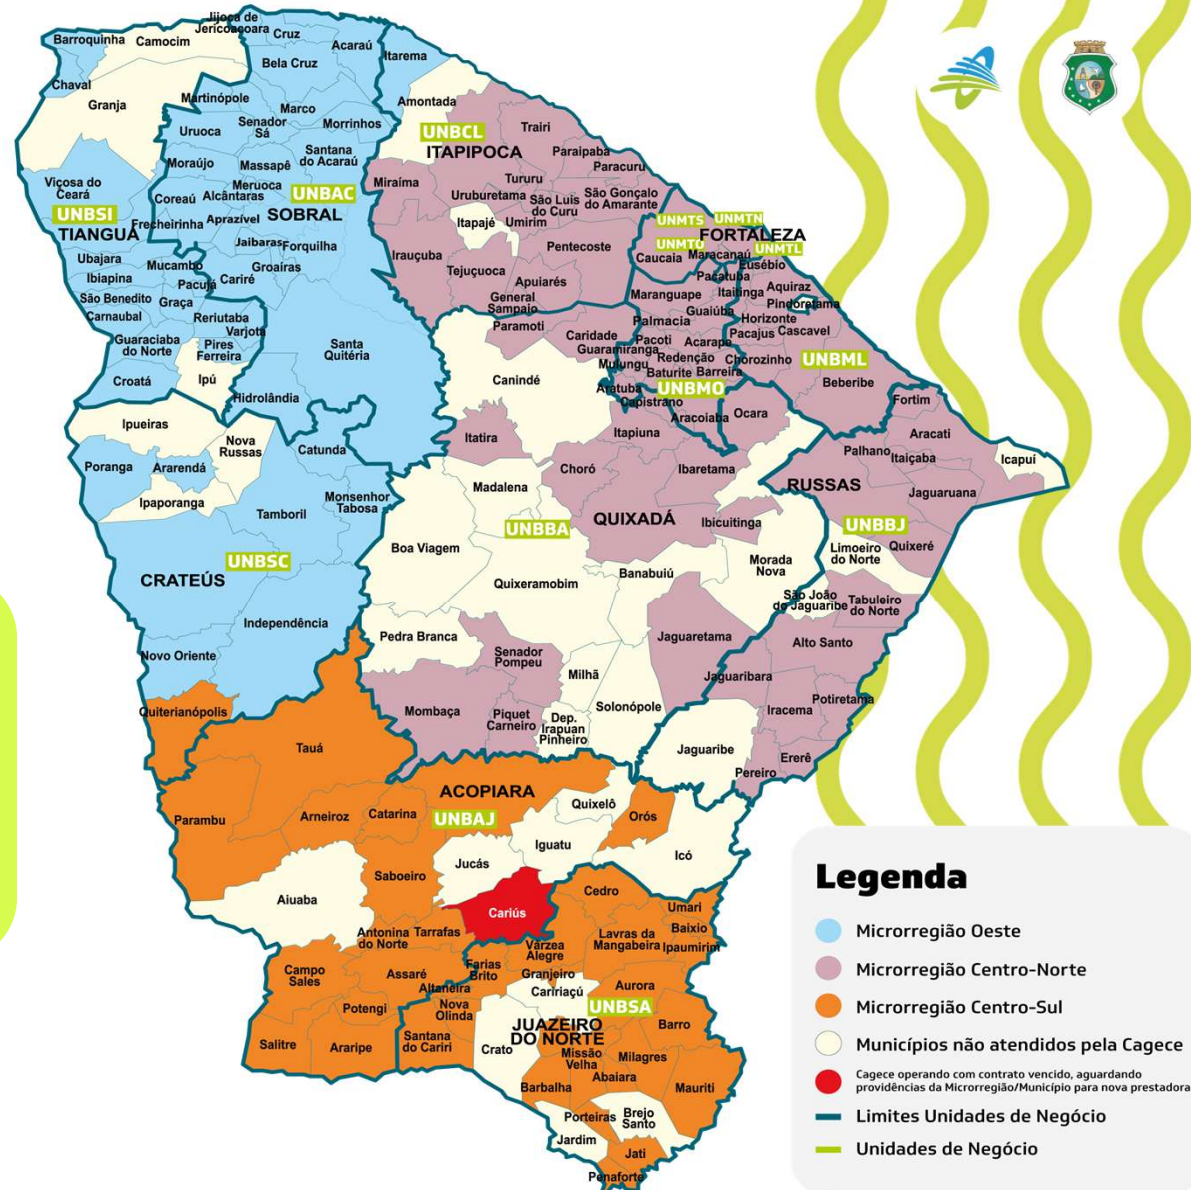 Jijoca de
Jericoacoara
Barroquinha
Camocim
Cruz
Acaraú
Itarema
Bela Cruz
Chaval
Granja
Martinópole
Marco
Amontada
Uruoca
Senador
Sá
Morrinhos
UNBCL
ITAPIPOCA
Trairi
Paraipaba
Paracuru
Moraújo
Massapê
Santana
do Acaraú
Viçosa do
Ceará
Meruoca
Miraíma
Tururu
Coreaú
Alcântaras
UNBAC
SOBRAL
Uruburetama
São Luis
do Curu
São Gonçalo
do Amarante
UNBSI
TIANGUÁ
Frecheirinha
Aprazível
Itapajé
Umirim
UNMTS
UNMTN
FORTALEZA
UNMTO
UNMTL
Jaibaras
Forquilha
Irauçuba
Pentecoste
Caucaia
Maracanaú
Eusébio
Ubajara
Mucambo
Groaíras
Tejuçuoca
Pacatuba
Ibiapina
Pacujá
Cariré
Apuiarés
Itaitinga
Aquiraz
São Benedito
Graça
General
Sampaio
Maranguape
Pindoretama
Carnaubal
Reriutaba
Guaiúba
Horizonte
Varjota
Paramoti
Palmacia
Pacajus
Cascavel
Guaraciaba
do Norte
Pires
Ferreira
Santa
Quitéria
Caridade
Guaramiranga
Pacoti
Acarape
Redenção
Chorozinho
UNBML
Mulungu
Baturite
Barreira
Croatá
Ipú
Canindé
Aratuba
UNBMO
Beberibe
Hidrolândia
Capistrano
Aracoiaba
Ocara
Fortim
Ipueiras
Itatira
Itapiuna
Aracati
Nova
Russas
Catunda
Palhano
Itaiçaba
Icapuí
Poranga
Ararendá
Choró
Ibaretama
RUSSAS
Ipaporanga
Monsenhor
Tabosa
Madalena
Jaguaruana
Tamboril
UNBBA
QUIXADÁ
Ibicuitinga
UNBBJ
UNBSC
Boa Viagem
Limoeiro
do Norte
Quixeré
CRATEÚS
Quixeramobim
Banabuiú
Morada
Nova
São João
do Jaguaribe
Tabuleiro
do Norte
Independência
Pedra Branca
Jaguaretama
Alto Santo
Novo Oriente
Senador
Pompeu
Milhã
Jaguaribara
Potiretama
Quiterianópolis
Mombaça
Piquet
Carneiro
Solonópole
Iracema
Dep.
Irapuan
Pinheiro
Tauá
Jaguaribe
Ererê
Pereiro
ACOPIARA
Parambu
Arneiroz
Catarina
UNBAJ
Quixelô
Orós
Iguatu
Icó
Jucás
Saboeiro
Aiuaba
Cedro
Cariús
Umari
Antonina
do Norte
Tarrafas
Lavras da
Mangabeira
Baixio
Ipaumirim
Várzea
Alegre
Campo
Sales
Assaré
Farias
Brito
Granjeiro
Altaneira
Caririaçú
Aurora
Potengi
Nova
Olinda
UNBSA
JUAZEIRO
DO NORTE
Barro
Salitre
Araripe
Santana
do Cariri
Crato
Missão
Velha
Milagres
Abaiara
Barbalha
Mauriti
Porteiras
Brejo
Santo
Jardim
Jati
Penaforte
Legenda
Microrregião Oeste
Microrregião Centro-Norte
Microrregião Centro-Sul
Municípios não atendidos pela Cagece
Cagece operando com contrato vencido, aguardando
providências da Microrregião/Município para nova prestadora
Limites Unidades de Negócio
Unidades de Negócio